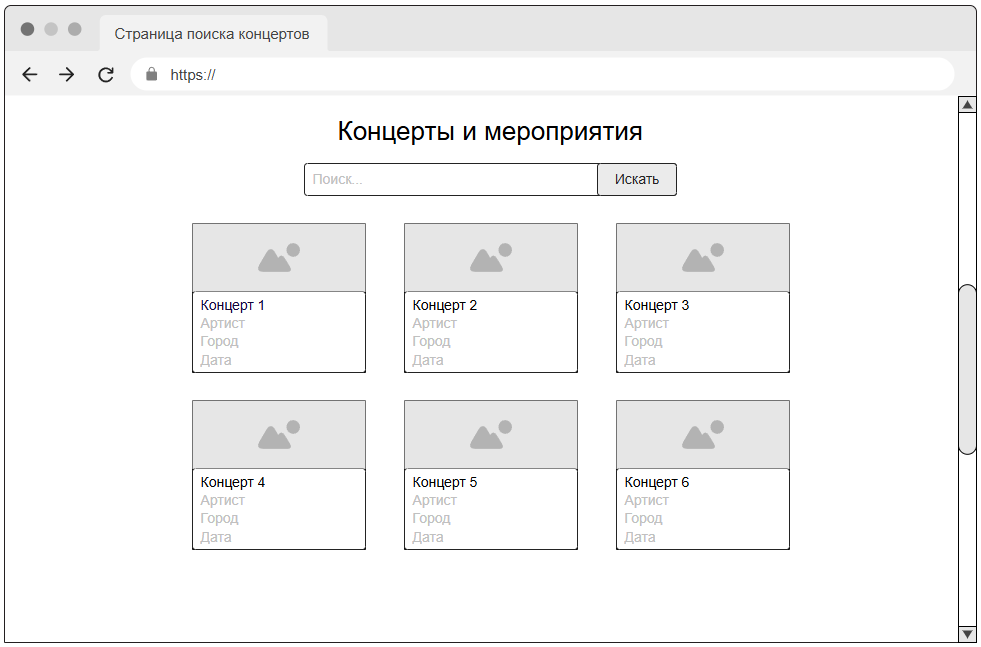 Страница поиска концертов
https://
Концерты и мероприятия
Поиск... Искать
Концерт 1
Артист
Город
Дата
Концерт 2
Артист
Город
Дата
Концерт 3
Артист
Город
Дата
Концерт 4
Артист
Город
Дата
Концерт 5
Артист
Город
Дата
Концерт 6
Артист
Город
Дата